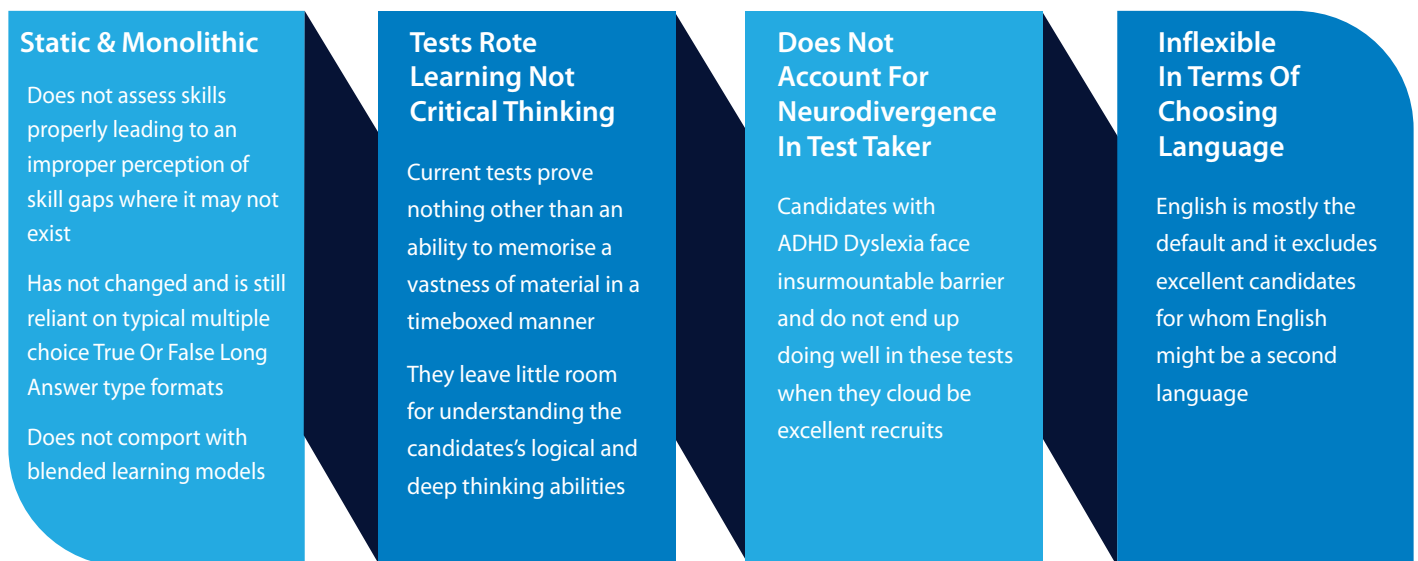 Static & Monolithic
Does not assess skills
properly leading to an
improper perception of
skill gaps where it may not
exist
Has not changed and is still
reliant on typical multiple
choice True Or False Long
Answer type formats
Does not comport with
blended learning models
Tests Rote
Learning Not
Critical Thinking
Current tests prove
nothing other than an
ability to memorise a
vastness of material in a
timeboxed manner
They leave little room
for understanding the
candidates's logical and
deep thinking abilities
Does Not
Account For
Neurodivergence
In Test Taker
Candidates with
ADHD Dyslexia face
insurmountable barrier
and do not end up
doing well in these tests
when they cloud be
excellent recruits
Inflexible
In Terms Of
Choosing
Language
English is mostly the
default and it excludes
excellent candidates
for whom English
might be a second
language